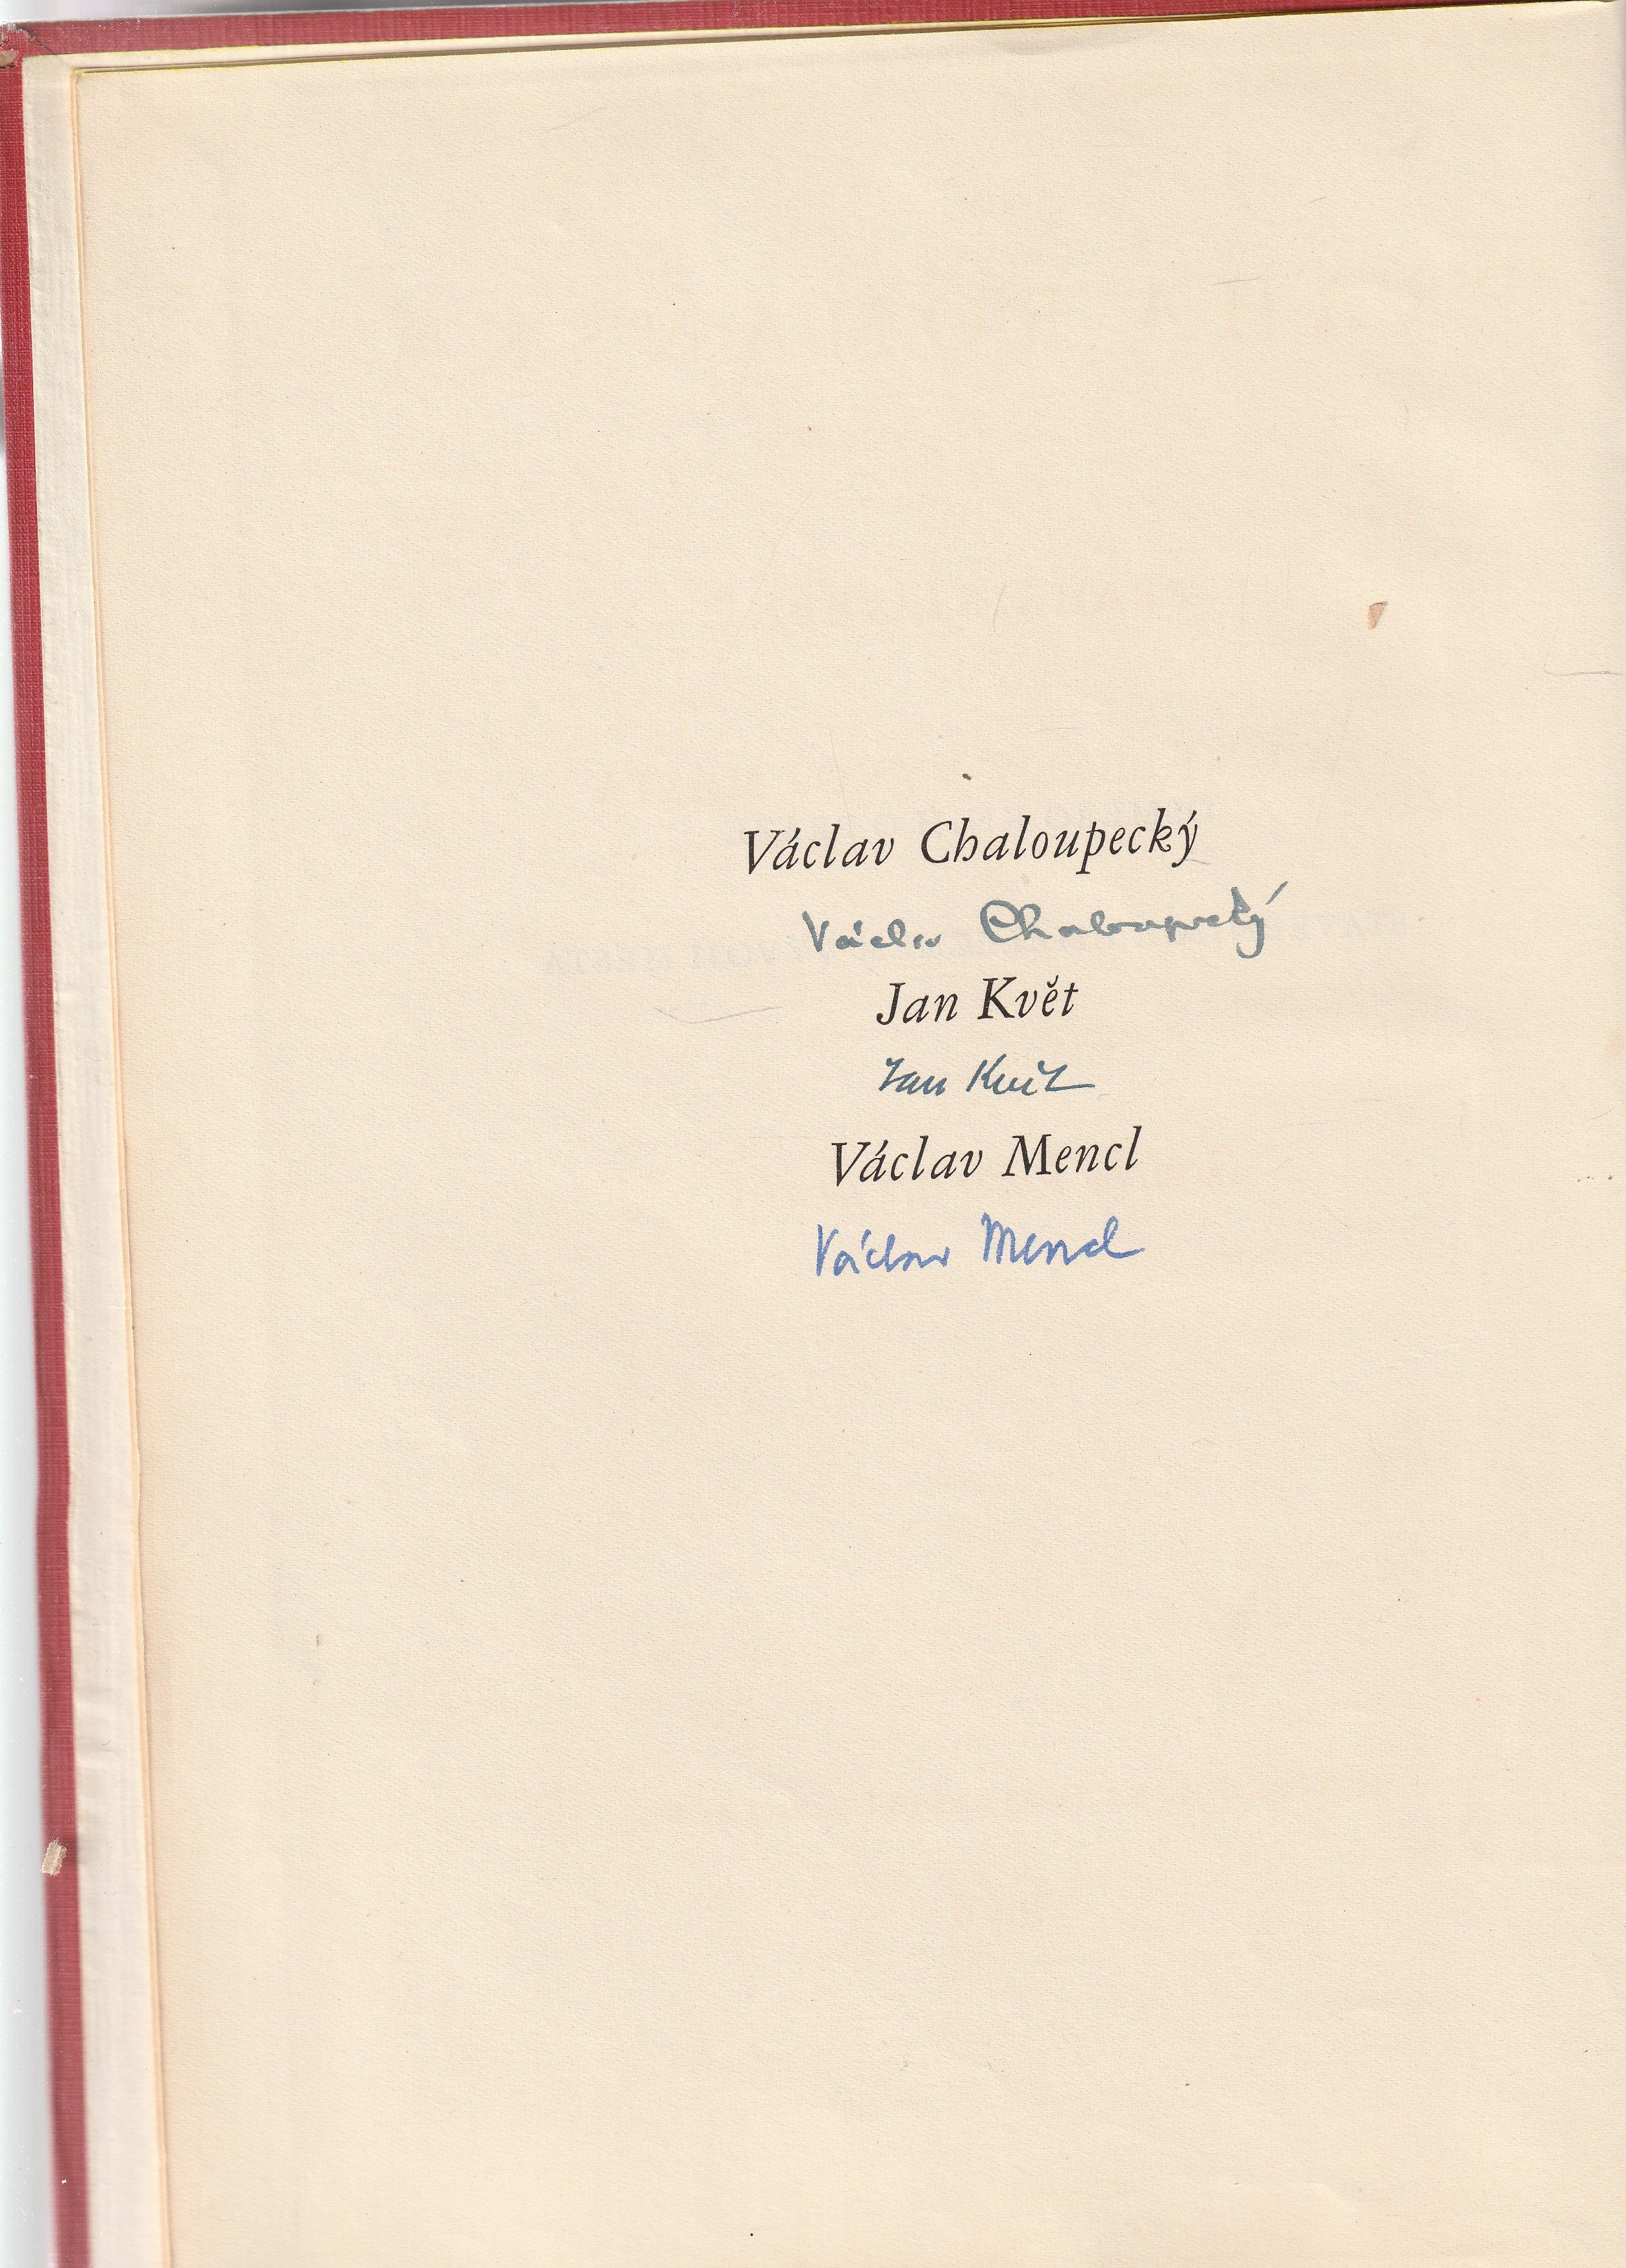 Václav Chaloupecký
Václav Chaloupecký
Jan Květ
Jan Květ
Václav Mencl
Václav Mencl